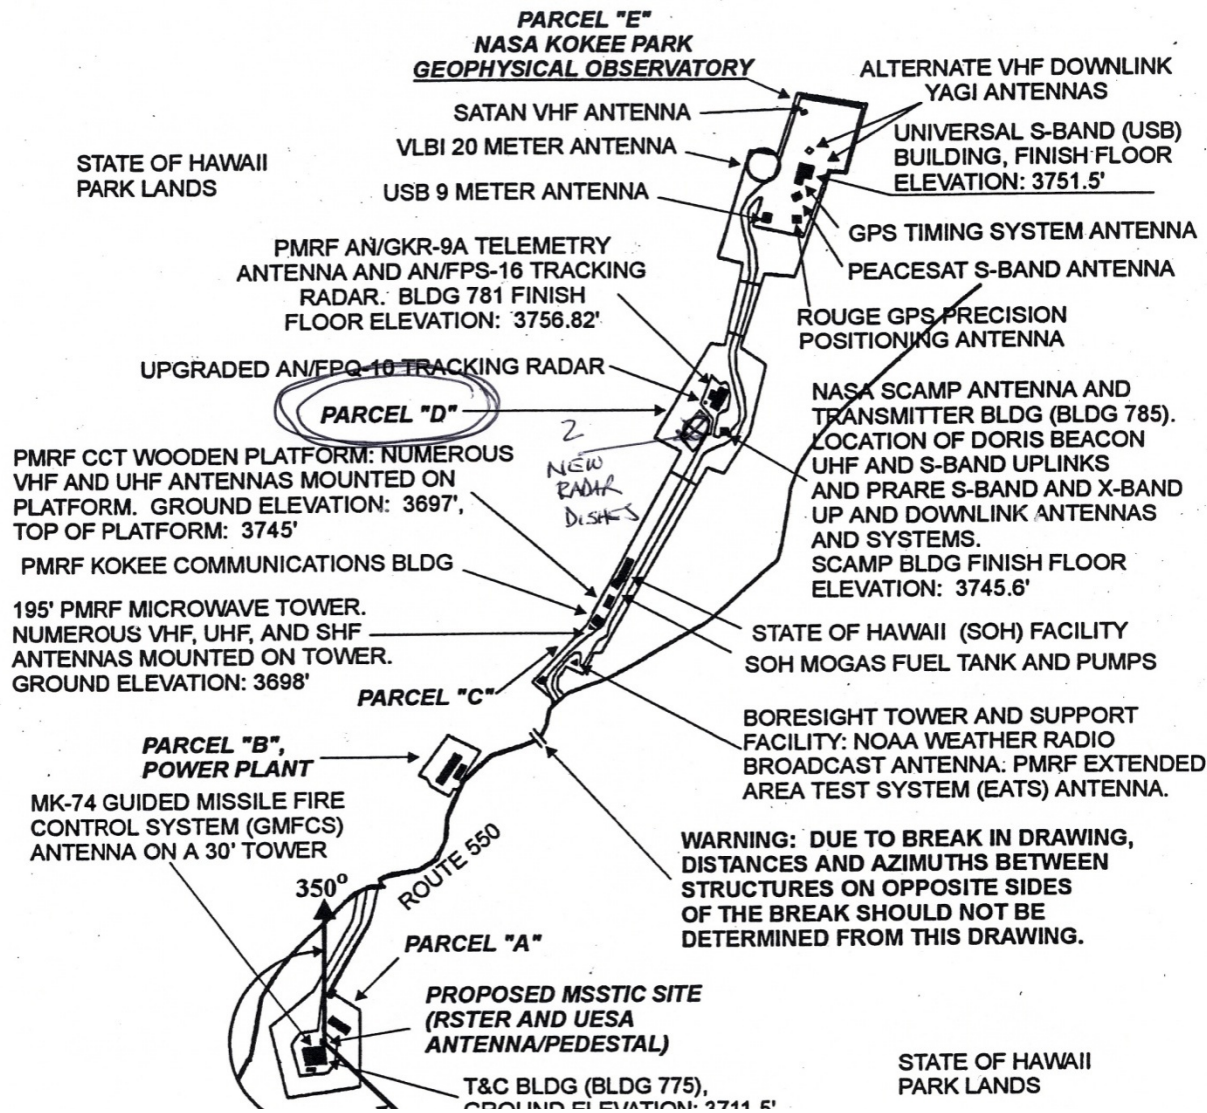 PARCEL "E"
NASA KOKEE PARK
GEOPHYSICAL OBSERVATORY
ALTERNATE VHF DOWNLINK
YAGI ANTENNAS
SATAN VHF ANTENNA
UNIVERSAL S-BAND (USB)
BUILDING, FINISH FLOOR
ELEVATION: 3751.5'
VLBI 20 METER ANTENNA
STATE OF HAWAII
PARK LANDS
USB 9 METER ANTENNA
GPS TIMING SYSTEM ANTENNA
PMRF AN/GKR-9A TELEMETRY
ANTENNA AND AN/FPS-16 TRACKING
RADAR. BLDG 781 FINISH
FLOOR ELEVATION: 3756.82'
PEACESAT S-BAND ANTENNA
ROUGE GPS PRECISION
POSITIONING ANTENNA
UPGRADED AN/FPQ-10 TRACKING RADAR
PARCEL "D"
NASA SCAMP ANTENNA AND
TRANSMITTER BLDG (BLDG 785).
LOCATION OF DORIS BEACON
UHF AND S-BAND UPLINKS
AND PRARE S-BAND AND X-BAND
UP AND DOWNLINK ANTENNAS
AND SYSTEMS.
SCAMP BLDG FINISH FLOOR
ELEVATION: 3745.6'
2
NEW
RADAR
DISHES
PMRF CCT WOODEN PLATFORM: NUMEROUS
VHF AND UHF ANTENNAS MOUNTED ON
PLATFORM. GROUND ELEVATION: 3697',
TOP OF PLATFORM: 3745'
PMRF KOKEE COMMUNICATIONS BLDG
195' PMRF MICROWAVE TOWER.
NUMEROUS VHF, UHF, AND SHF
ANTENNAS MOUNTED ON TOWER.
GROUND ELEVATION: 3698'
STATE OF HAWAII (SOH) FACILITY
SOH MOGAS FUEL TANK AND PUMPS
PARCEL "C"
BORESIGHT TOWER AND SUPPORT
FACILITY: NOAA WEATHER RADIO
BROADCAST ANTENNA. PMRF EXTENDED
AREA TEST SYSTEM (EATS) ANTENNA.
PARCEL "B",
POWER PLANT
MK-74 GUIDED MISSILE FIRE
CONTROL SYSTEM (GMFCS)
ANTENNA ON A 30' TOWER
WARNING: DUE TO BREAK IN DRAWING,
DISTANCES AND AZIMUTHS BETWEEN
STRUCTURES ON OPPOSITE SIDES
OF THE BREAK SHOULD NOT BE
DETERMINED FROM THIS DRAWING.
ROUTE 550
350°
PARCEL "A"
PROPOSED MSSTIC SITE
(RSTER AND UESA
ANTENNA/PEDESTAL)
STATE OF HAWAII
PARK LANDS
T&C BLDG (BLDG 775),
GROUND ELEVATION: 3711.5'